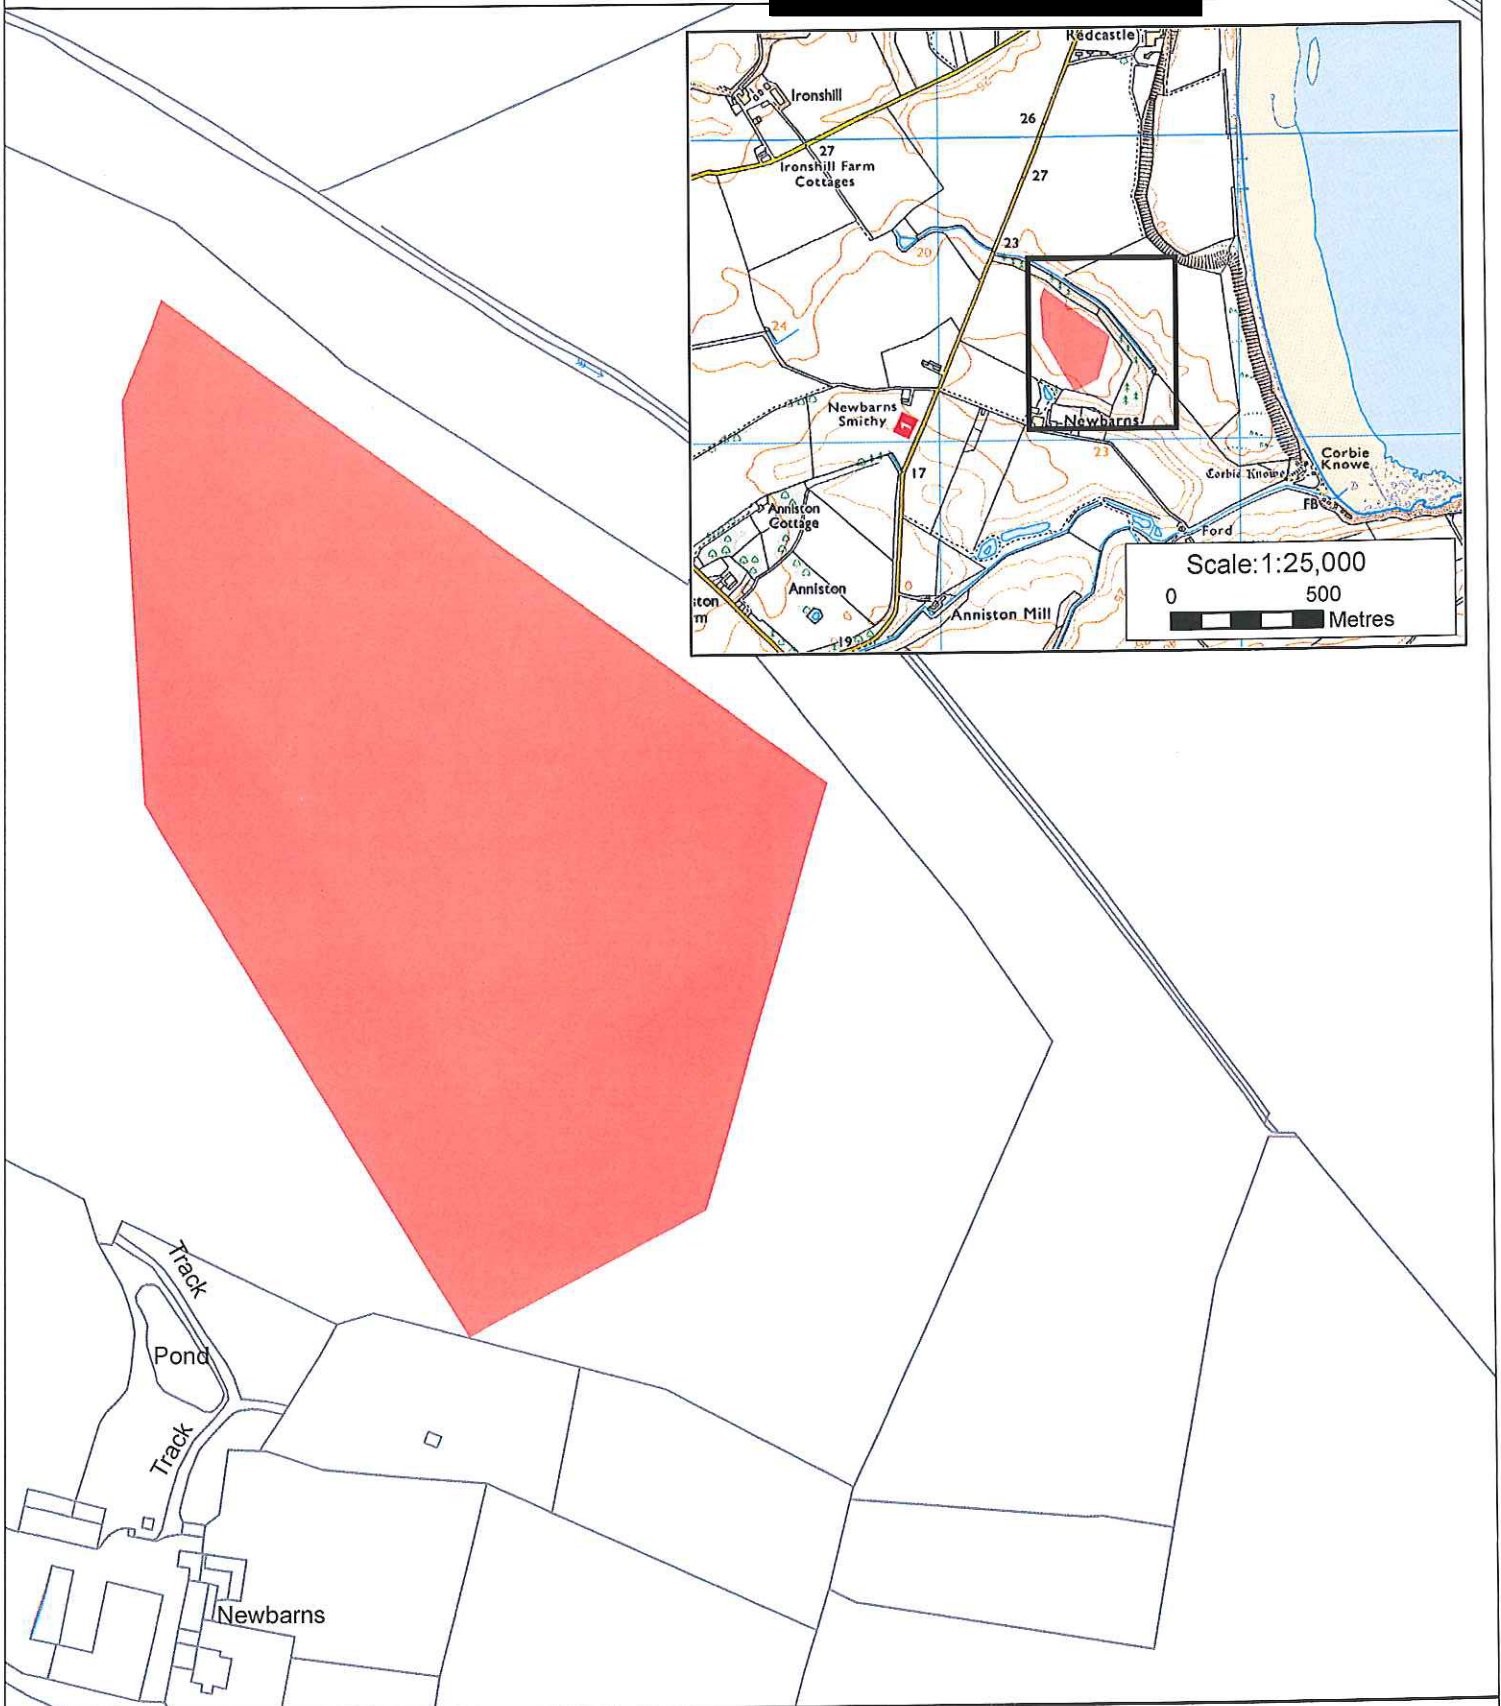 Redcastle
Ironshill
26
26
27
27
Ironshill Farm
Cottages
23
20
24
Newbarns
Smithy
1
Newbarns
23
17
Corbie
Knowe
Corbie Knowe
FB
Anniston
Cottage
Ford
Scale:1:25,000
0 500
Metres
Anniston
Anniston Mill
19
Track
Pond
Track
Newbarns